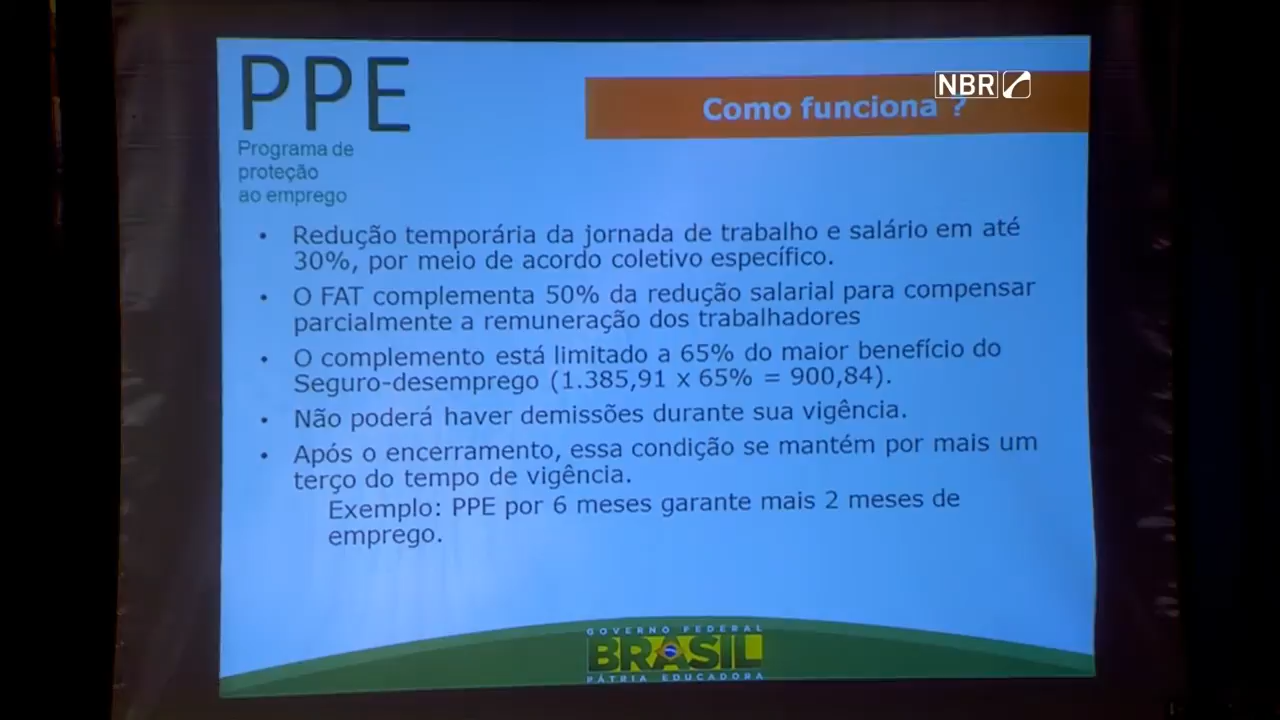 PPE
NBR
Como funciona ?
Programa de
proteção
ao emprego
• Redução temporária da jornada de trabalho e salário em até
30%, por meio de acordo coletivo específico.
• O FAT complementa 50% da redução salarial para compensar
parcialmente a remuneração dos trabalhadores
• O complemento está limitado a 65% do maior benefício do
Seguro-desemprego (1.385,91 x 65% = 900,84).
• Não poderá haver demissões durante sua vigência.
• Após o encerramento, essa condição se mantém por mais um
terço do tempo de vigência.
Exemplo: PPE por 6 meses garante mais 2 meses de
emprego.
GOVERNO FEDERAL
BRASIL
PÁTRIA EDUCADORA